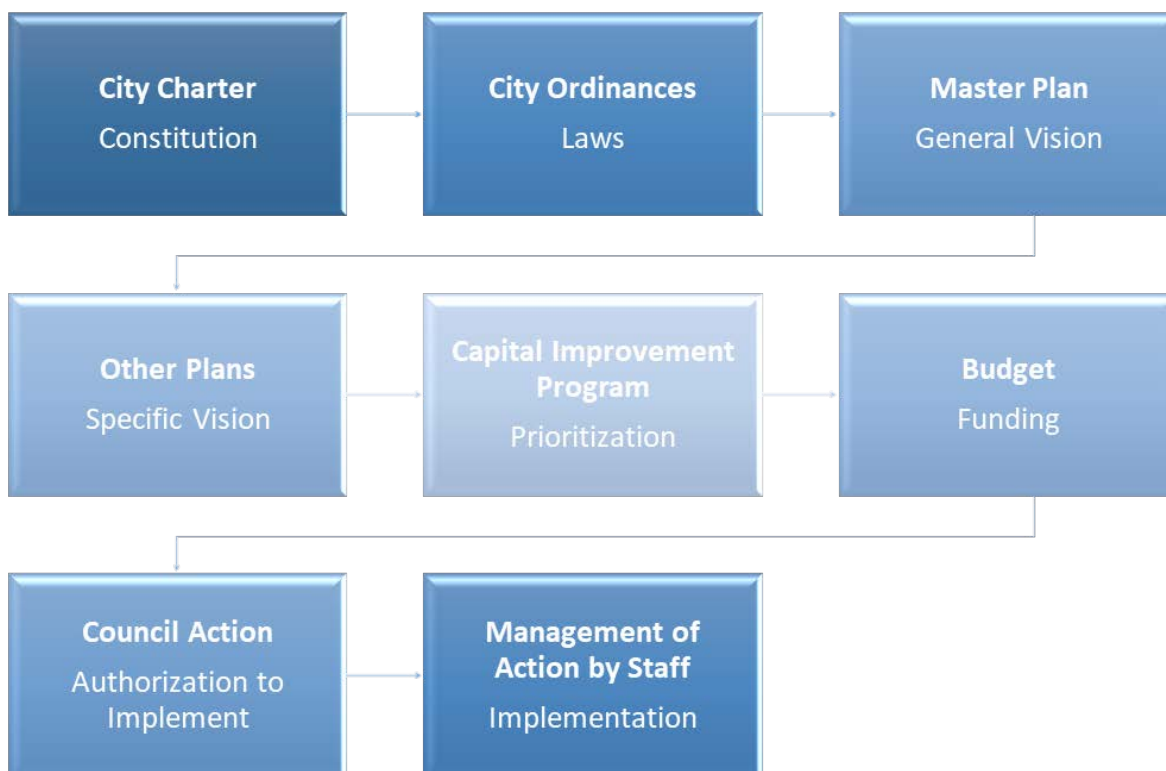 City Charter
Constitution
City Ordinances
Laws
Master Plan
General Vision
Other Plans
Specific Vision
Capital Improvement
Program
Prioritization
Budget
Funding
Council Action
Authorization to
Implement
Management of
Action by Staff
Implementation